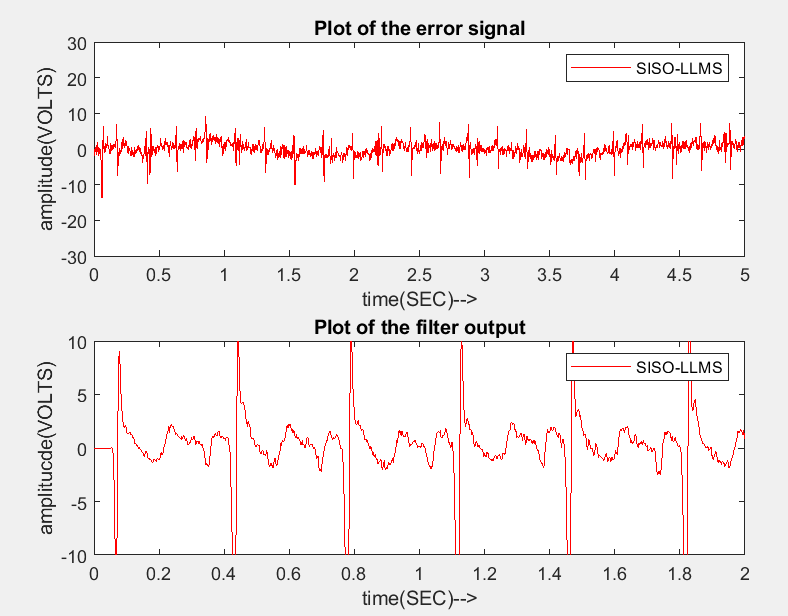 Plot of the error signal
30
20
10
0
-10
-20
-30
amplitude(VOLTS)
SISO-LLMS
0 0.5 1 1.5 2 2.5 3 3.5 4 4.5 5
time(SEC)-->
Plot of the filter output
10
5
0
-5
-10
amplitucde(VOLTS)
SISO-LLMS
0 0.2 0.4 0.6 0.8 1 1.2 1.4 1.6 1.8 2
time(SEC)-->